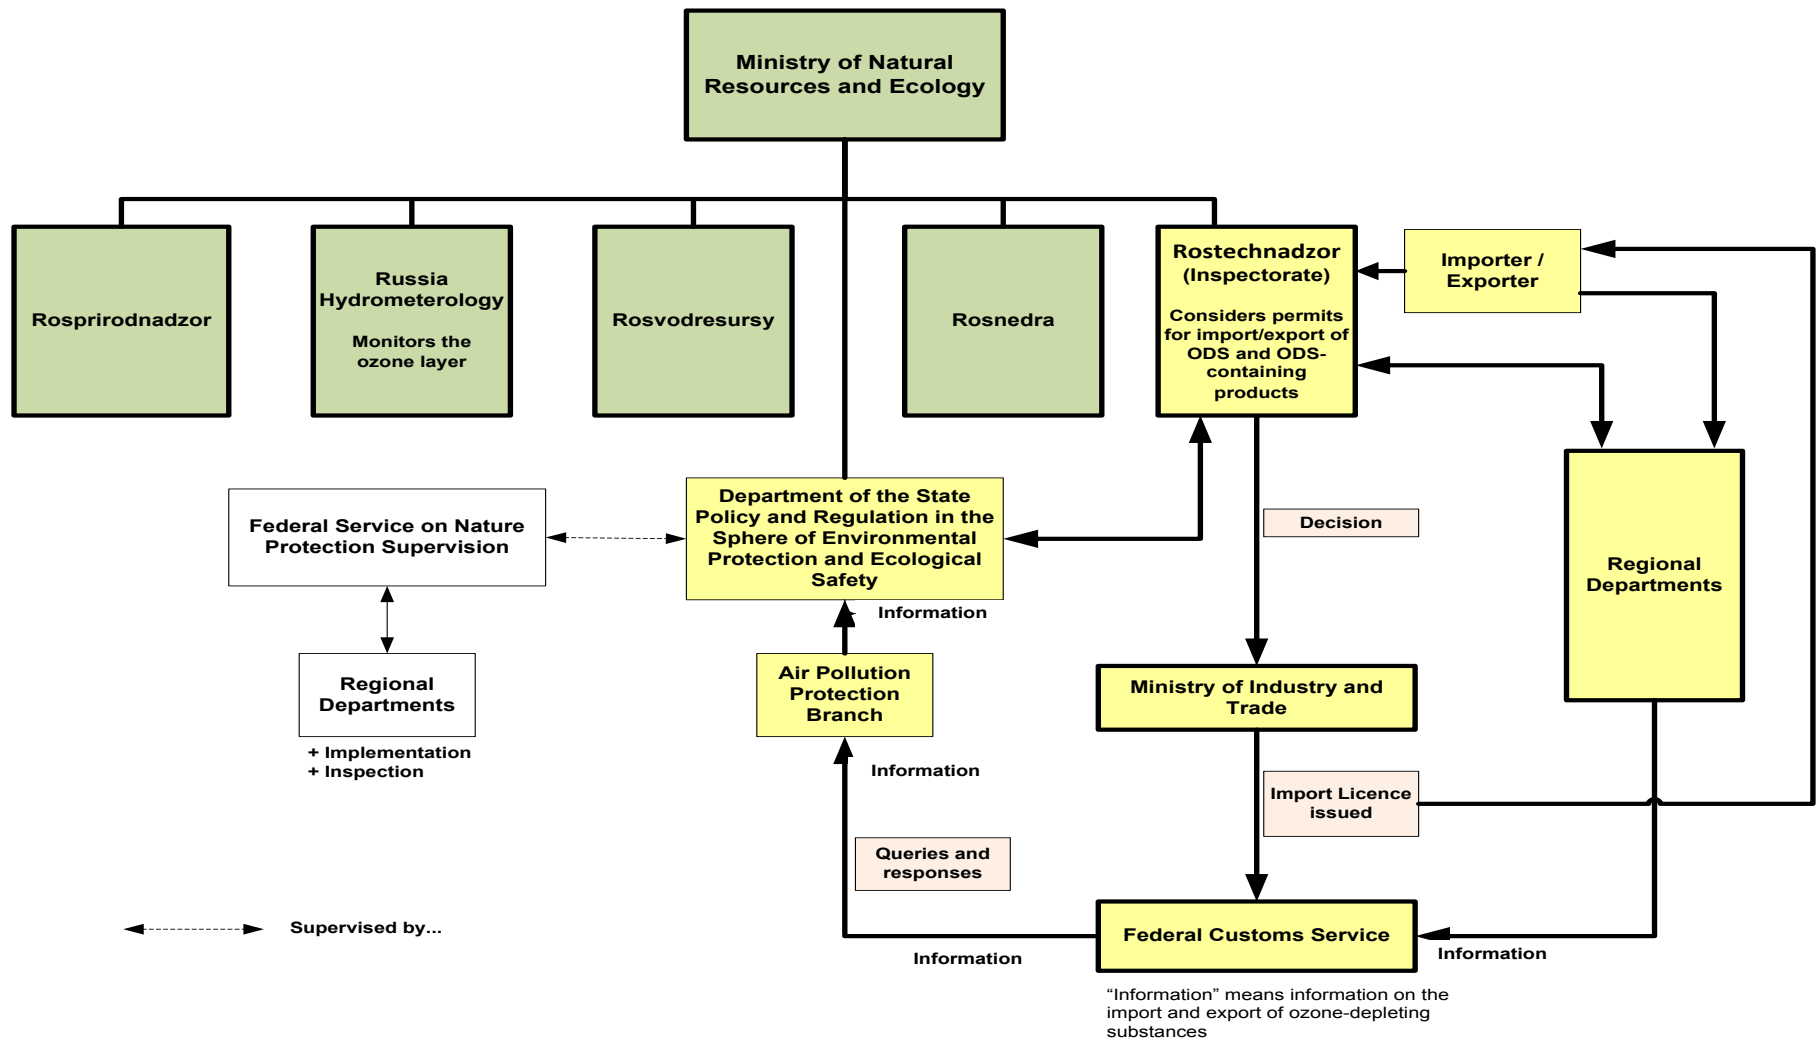 Ministry of Natural
Resources and Ecology
Rosprirodnadzor
Russia
Hydrometerology
Monitors the
ozone layer
Rosvodresursy
Rosnedra
Rostechnadzor
(Inspectorate)
Considers permits
for import/export of
ODS and ODS-
containing
products
Importer /
Exporter
Federal Service on Nature
Protection Supervision
Department of the State
Policy and Regulation in the
Sphere of Environmental
Protection and Ecological
Safety
Decision
Regional
Departments
Information
Regional
Departments
+ Implementation
+ Inspection
Air Pollution
Protection
Branch
Ministry of Industry and
Trade
Information
Import Licence
issued
Queries and
responses
Supervised by...
Federal Customs Service
Information
Information
“Information” means information on the
import and export of ozone-depleting
substances